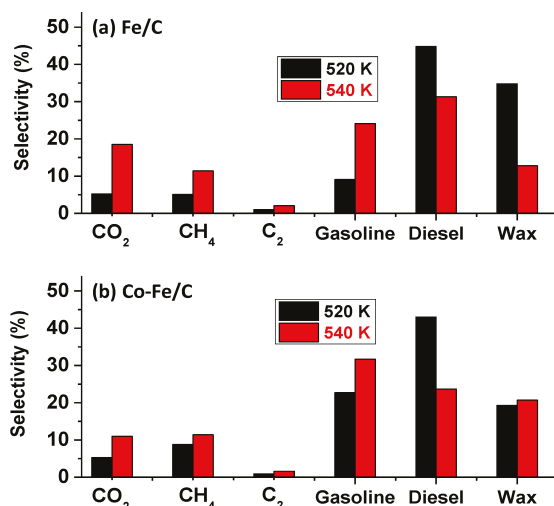 (a) Fe/C
Selectivity (%)
50
40
30
20
10
0
520 K
540 K
CO₂ CH₄ C₂ Gasoline Diesel Wax
(b) Co-Fe/C
Selectivity (%)
50
40
30
20
10
0
520 K
540 K
CO₂ CH₄ C₂ Gasoline Diesel Wax